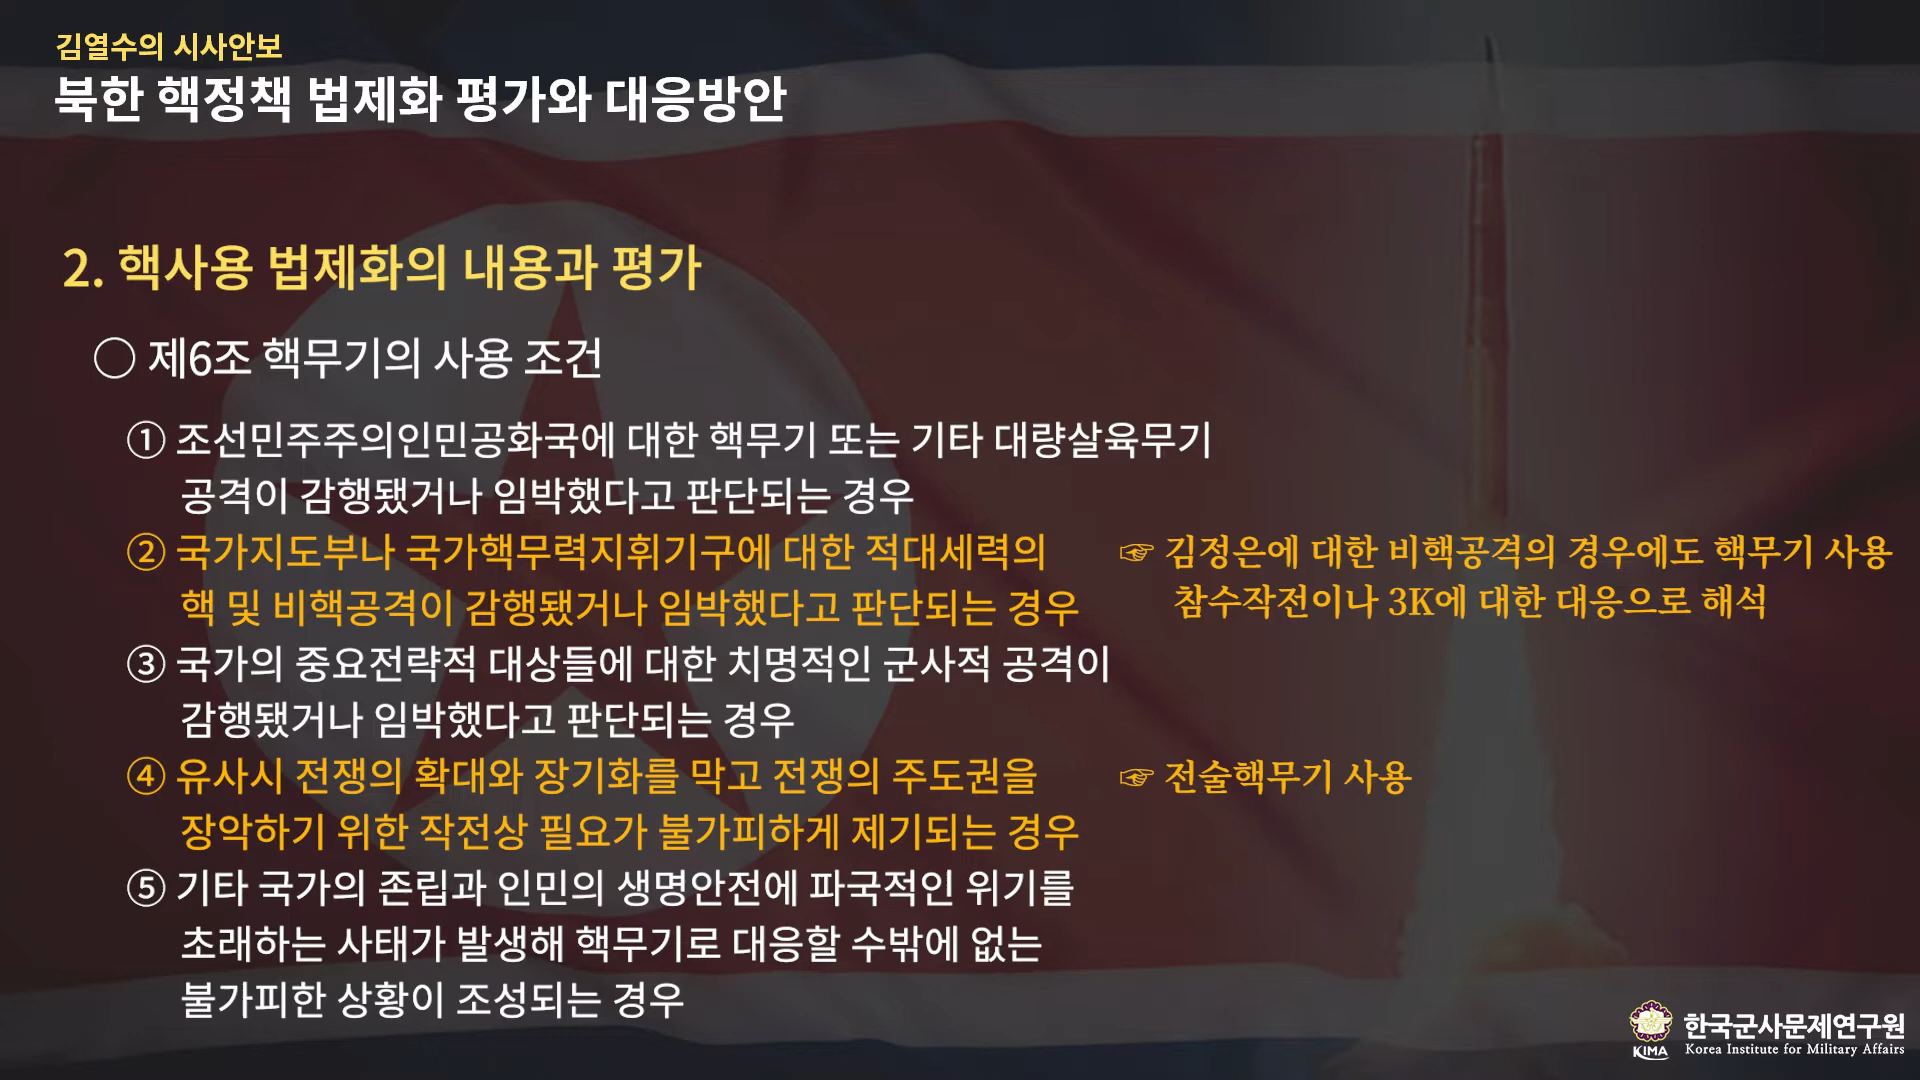 김열수의 시사안보
북한 핵정책 법제화 평가와 대응방안
2. 핵사용 법제화의 내용과 평가
○ 제6조 핵무기의 사용 조건
① 조선민주주의인민공화국에 대한 핵무기 또는 기타 대량살육무기
공격이 감행됐거나 임박했다고 판단되는 경우
② 국가지도부나 국가핵무력지휘기구에 대한 적대세력의
핵 및 비핵공격이 감행됐거나 임박했다고 판단되는 경우
☞ 김정은에 대한 비핵공격의 경우에도 핵무기 사용
참수작전이나 3K에 대한 대응으로 해석
③ 국가의 중요전략적 대상들에 대한 치명적인 군사적 공격이
감행됐거나 임박했다고 판단되는 경우
④ 유사시 전쟁의 확대와 장기화를 막고 전쟁의 주도권을
장악하기 위한 작전상 필요가 불가피하게 제기되는 경우
☞ 전술핵무기 사용
⑤ 기타 국가의 존립과 인민의 생명안전에 파국적인 위기를
초래하는 사태가 발생해 핵무기로 대응할 수밖에 없는
불가피한 상황이 조성되는 경우
KIMA
한국군사문제연구원
Korea Institute for Military Affairs